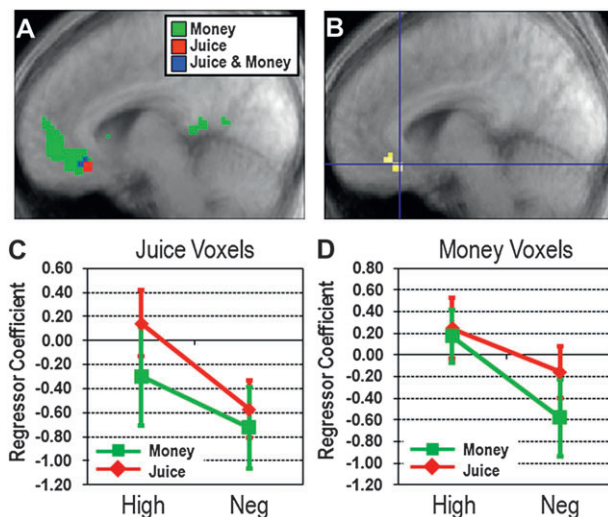 A
Money
Juice
Juice & Money
B
C
Juice Voxels
Regressor Coefficient
0.60
0.40
0.20
0.00
-0.20
-0.40
-0.60
-0.80
-1.00
-1.20
Money
Juice
High
Neg
D
Money Voxels
Regressor Coefficient
0.80
0.60
0.40
0.20
0.00
-0.20
-0.40
-0.60
-0.80
-1.00
-1.20
Money
Juice
High
Neg